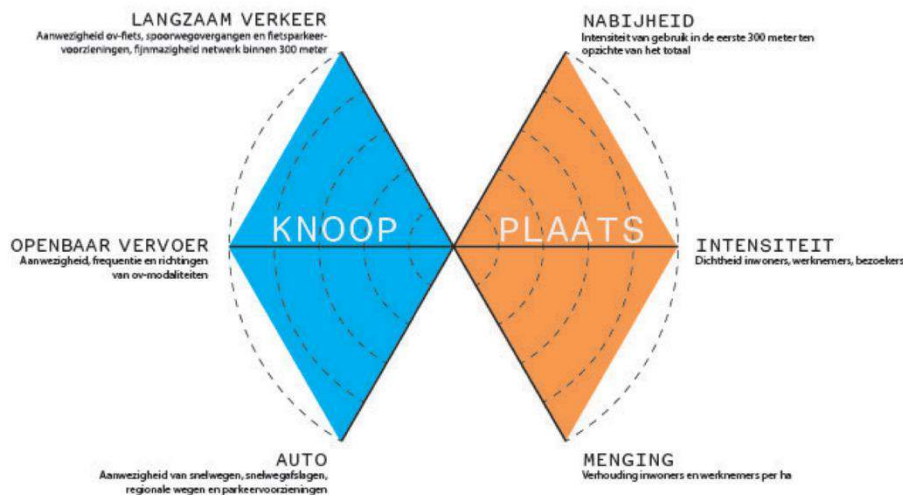 LANGZAAM VERKEER
Aanwezigheid ov-fiets, spoorwegovergangen en fietsparkeer-
voorzieningen, fijnmazigheid netwerk binnen 300 meter
NABIJHEID
Intensiteit van gebruik in de eerste 300 meter ten
opzichte van het totaal
KNOOP
PLAATS
OPENBAAR VERVOER
Aanwezigheid, frequentie en richtingen
van ov-modaliteiten
INTENSITEIT
Dichtheid inwoners, werknemers, bezoekers
AUTO
Aanwezigheid van snelwegen, snelwegafslagen,
regionale wegen en parkeervoorzieningen
MENGING
Verhouding inwoners en werknemers per ha